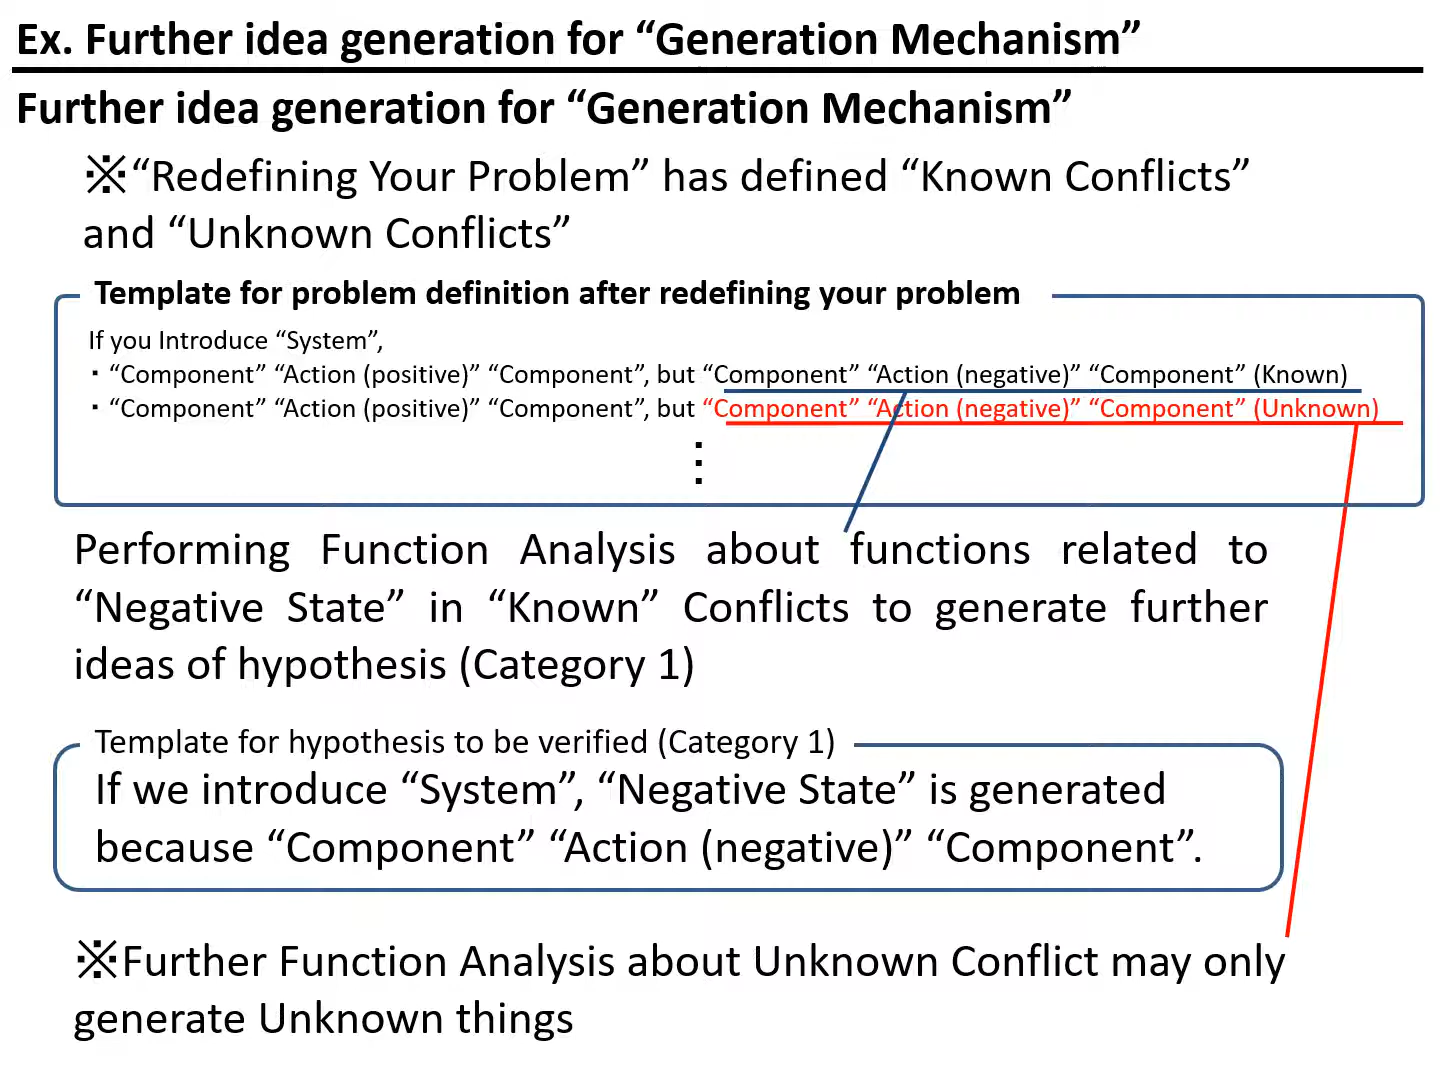 Ex. Further idea generation for “Generation Mechanism”
Further idea generation for “Generation Mechanism”
※“Redefining Your Problem” has defined “Known Conflicts”
and “Unknown Conflicts”
Template for problem definition after redefining your problem
If you Introduce “System”,
・“Component” “Action (positive)” “Component”, but “Component” “Action (negative)” “Component” (Known)
・“Component” “Action (positive)” “Component”, but “Component” “Action (negative)” “Component” (Unknown)
⋮
Performing Function Analysis about functions related to
“Negative State” in “Known” Conflicts to generate further
ideas of hypothesis (Category 1)
Template for hypothesis to be verified (Category 1)
If we introduce “System”, “Negative State” is generated
because “Component” “Action (negative)” “Component”.
※Further Function Analysis about Unknown Conflict may only
generate Unknown things